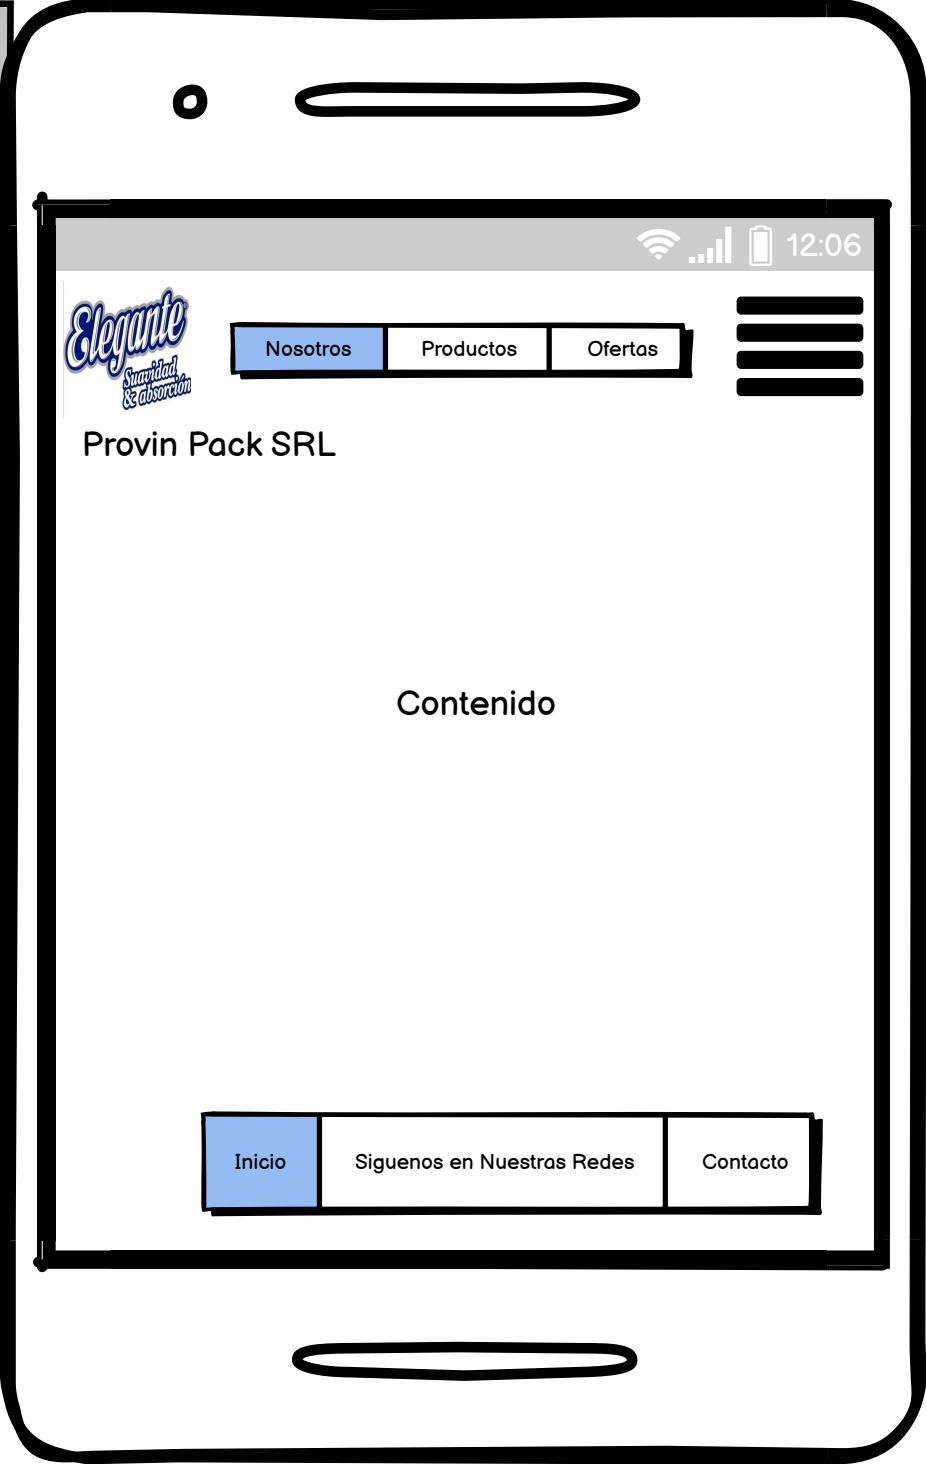 12:06
Elegante
Suavidad
& absorción
Nosotros Productos Ofertas
Provin Pack SRL
Contenido
Inicio Siguenos en Nuestras Redes Contacto